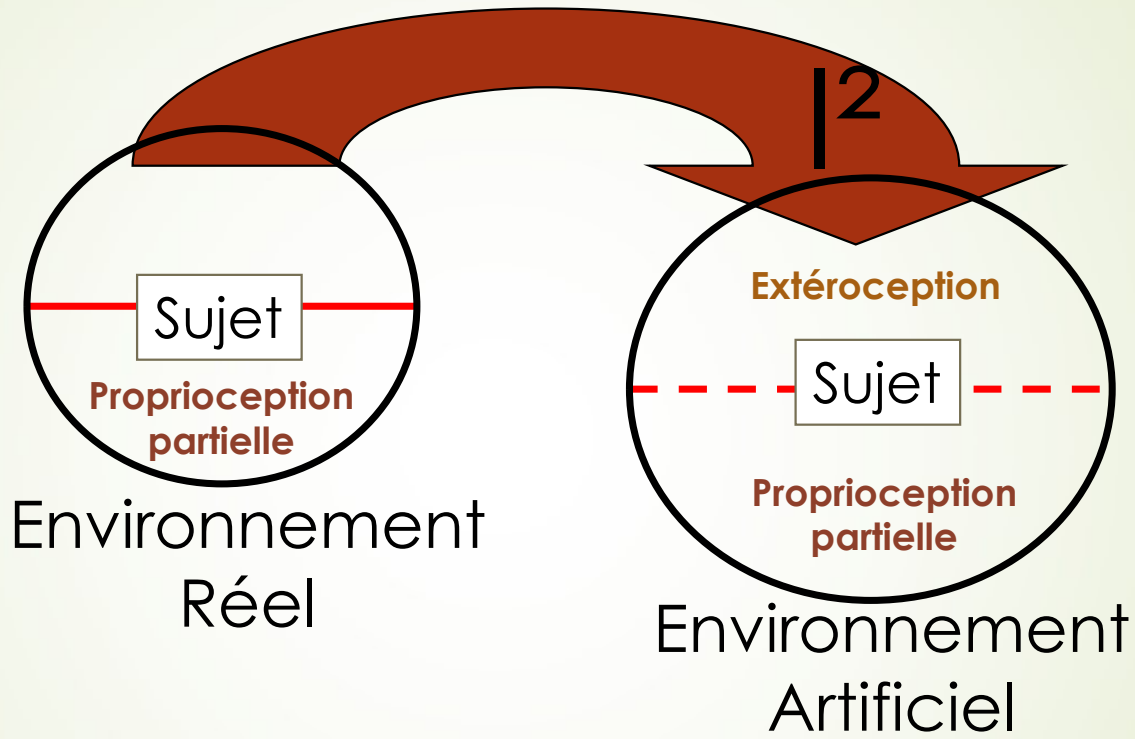 I²
Sujet
Proprioception
partielle
Environnement
Réel
Extéroception
Sujet
Proprioception
partielle
Environnement
Artificiel